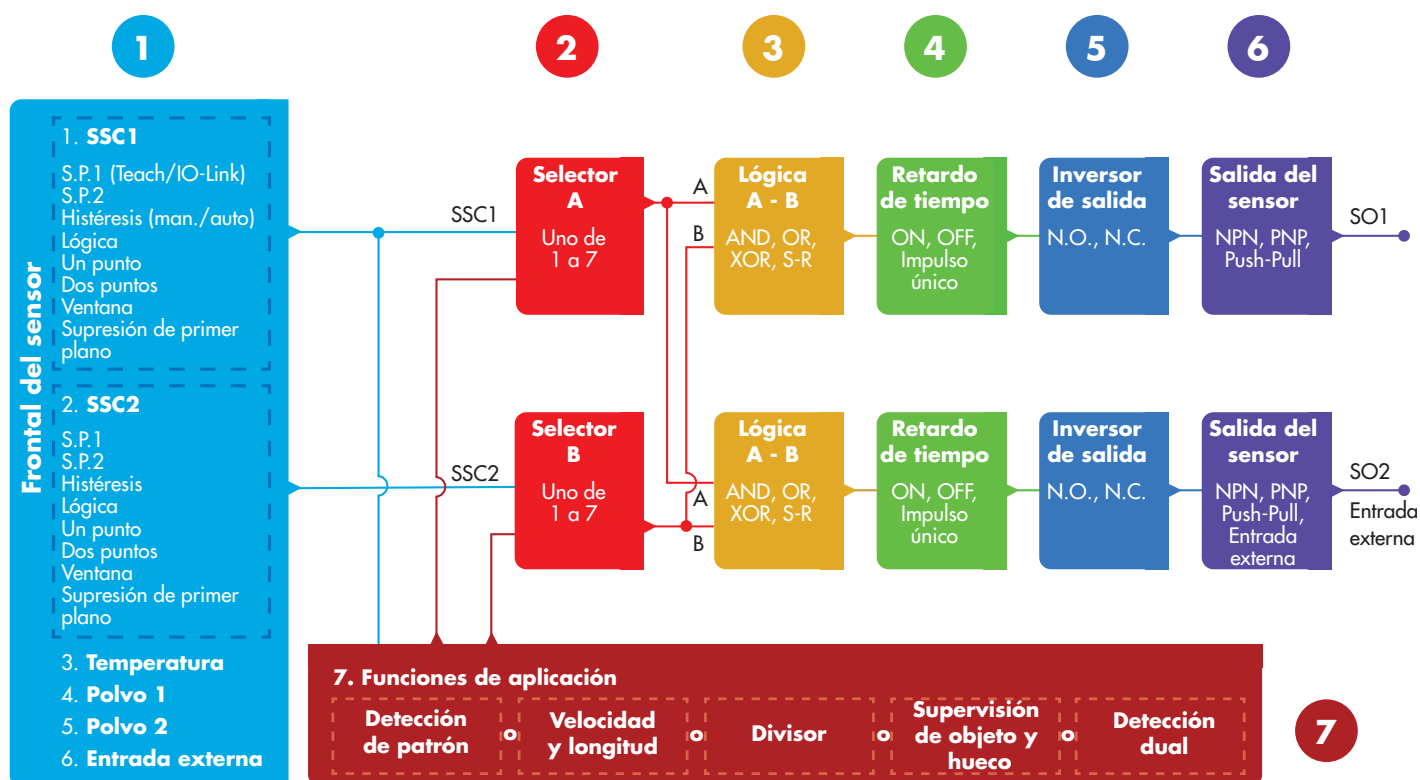 1
2
3
4
5
6
Frontal del sensor
1. SSC1
S.P.1 (Teach/IO-Link)
S.P.2
Histéresis (man./auto)
Lógica
Un punto
Dos puntos
Ventana
Supresión de primer
plano
2. SSC2
S.P.1
S.P.2
Histéresis
Lógica
Un punto
Dos puntos
Ventana
Supresión de primer
plano
3. Temperatura
4. Polvo 1
5. Polvo 2
6. Entrada externa
SSC1
Selector
A
Uno de
1 a 7
A
B
Lógica
A - B
AND, OR,
XOR, S-R
Retardo
de tiempo
ON, OFF,
Impulso
único
Inversor
de salida
N.O., N.C.
Salida del
sensor
NPN, PNP,
Push-Pull
SO1
SSC2
Selector
B
Uno de
1 a 7
A
B
Lógica
A - B
AND, OR,
XOR, S-R
Retardo
de tiempo
ON, OFF,
Impulso
único
Inversor
de salida
N.O., N.C.
Salida del
sensor
NPN, PNP,
Push-Pull,
Entrada
externa
SO2
Entrada
externa
7. Funciones de aplicación
Detección
de patrón
o
Velocidad
y longitud
o
Divisor
o
Supervisión
de objeto y
hueco
o
Detección
dual
7